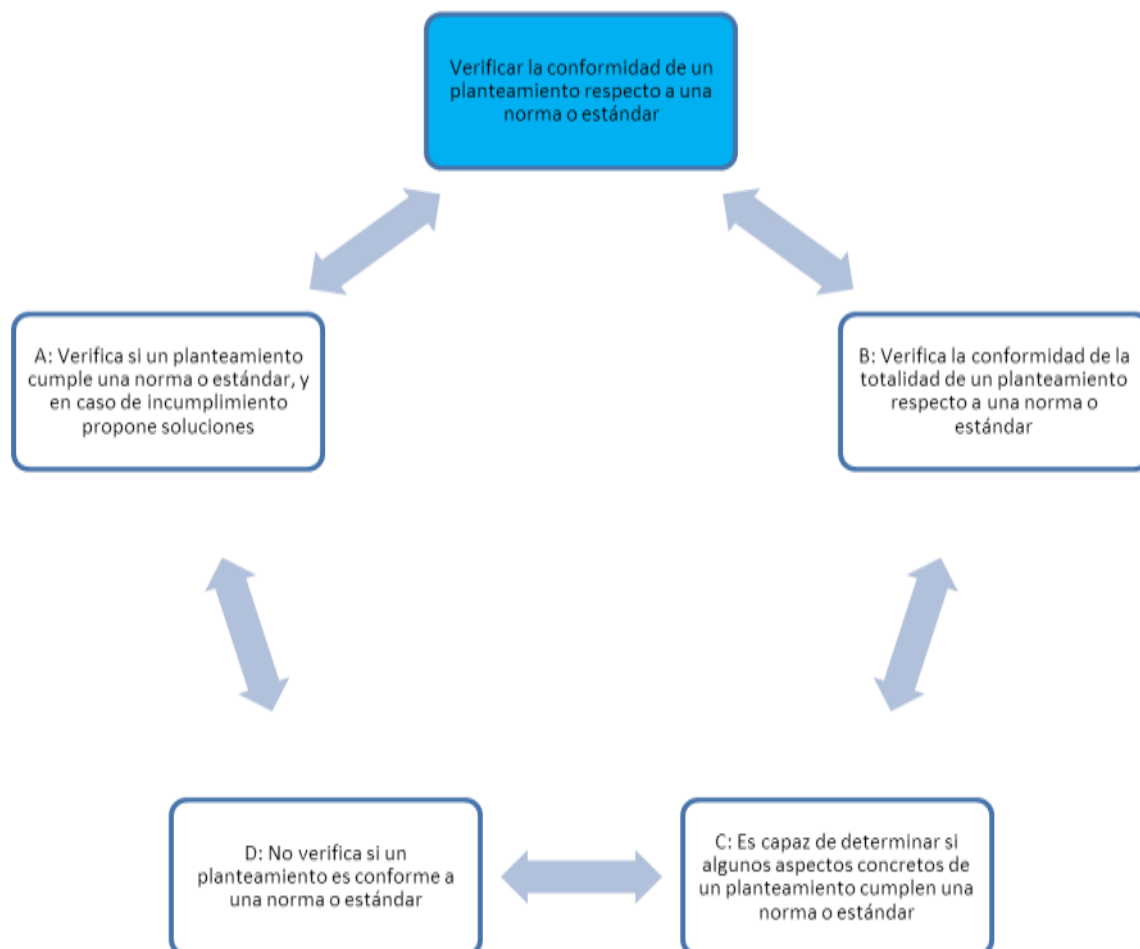 Verificar la conformidad de un
planteamiento respecto a una
norma o estándar
A: Verifica si un planteamiento
cumple una norma o estándar, y
en caso de incumplimiento
propone soluciones
B: Verifica la conformidad de la
totalidad de un planteamiento
respecto a una norma o
estándar
D: No verifica si un
planteamiento es conforme a
una norma o estándar
C: Es capaz de determinar si
algunos aspectos concretos de
un planteamiento cumplen una
norma o estándar